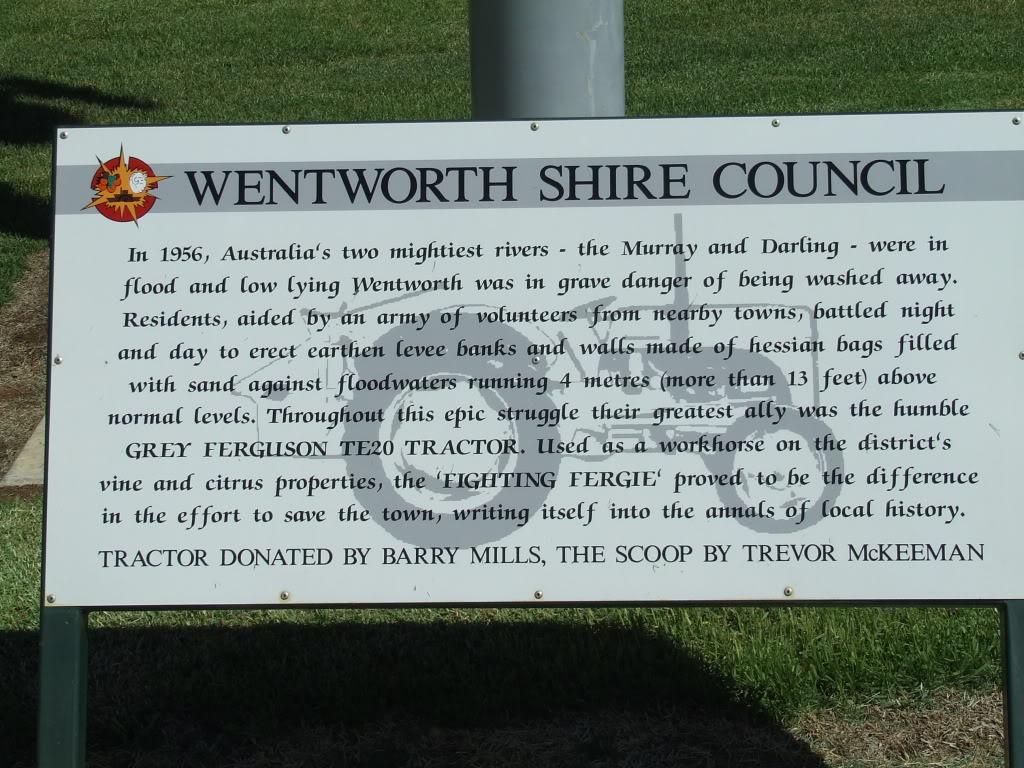 WENTWORTH SHIRE COUNCIL
In 1956, Australia's two mightiest rivers - the Murray and Darling - were in
flood and low lying Wentworth was in grave danger of being washed away.
Residents, aided by an army of volunteers from nearby towns, battled night
and day to erect earthen levee banks and walls made of hessian bags filled
with sand against floodwaters running 4 metres (more than 13 feet) above
normal levels. Throughout this epic struggle their greatest ally was the humble
GREY FERGUSON TE20 TRACTOR. Used as a workhorse on the district's
vine and citrus properties, the 'FIGHTING FERGIE' proved to be the difference
in the effort to save the town, writing itself into the annals of local history.
TRACTOR DONATED BY BARRY MILLS, THE SCOOP BY TREVOR McKEEMAN